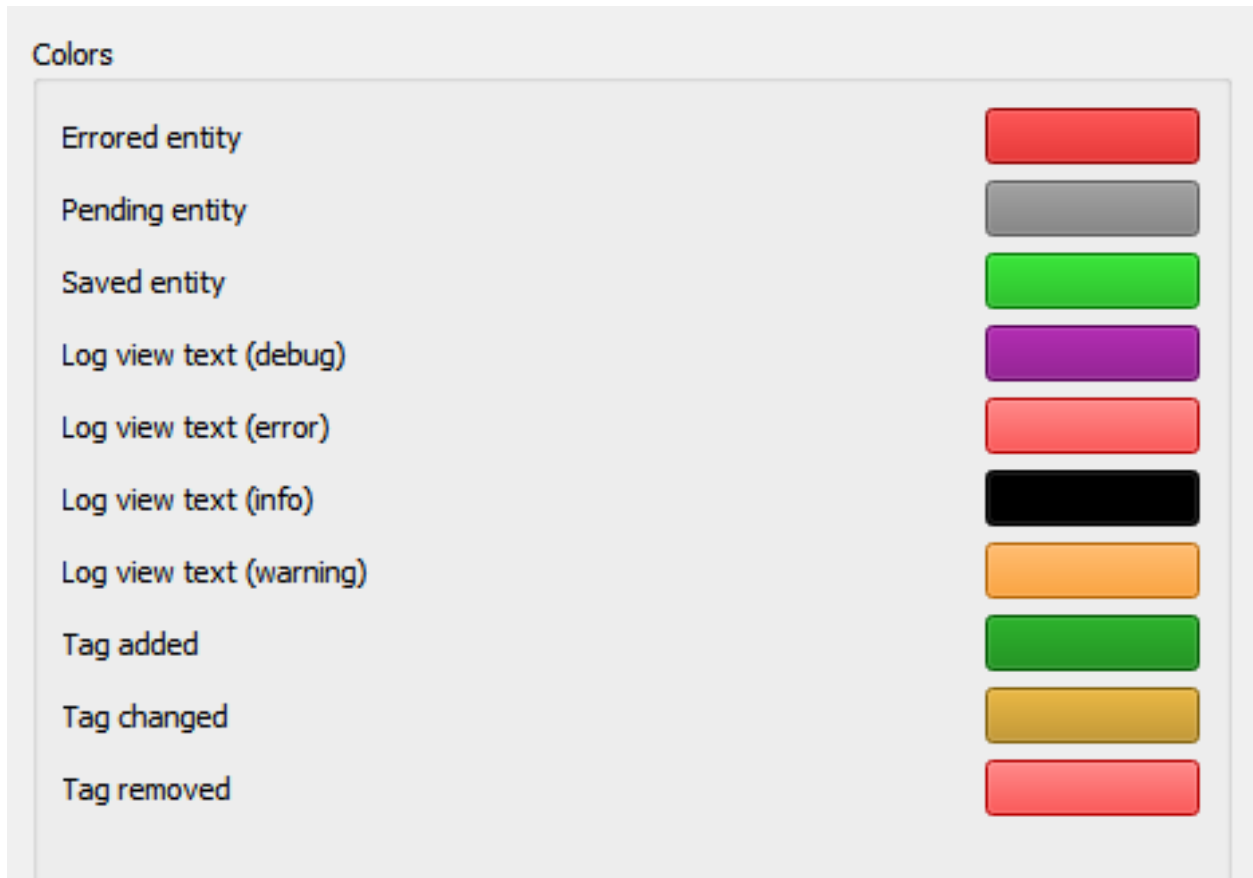 Colors
Errored entity
Pending entity
Saved entity
Log view text (debug)
Log view text (error)
Log view text (info)
Log view text (warning)
Tag added
Tag changed
Tag removed